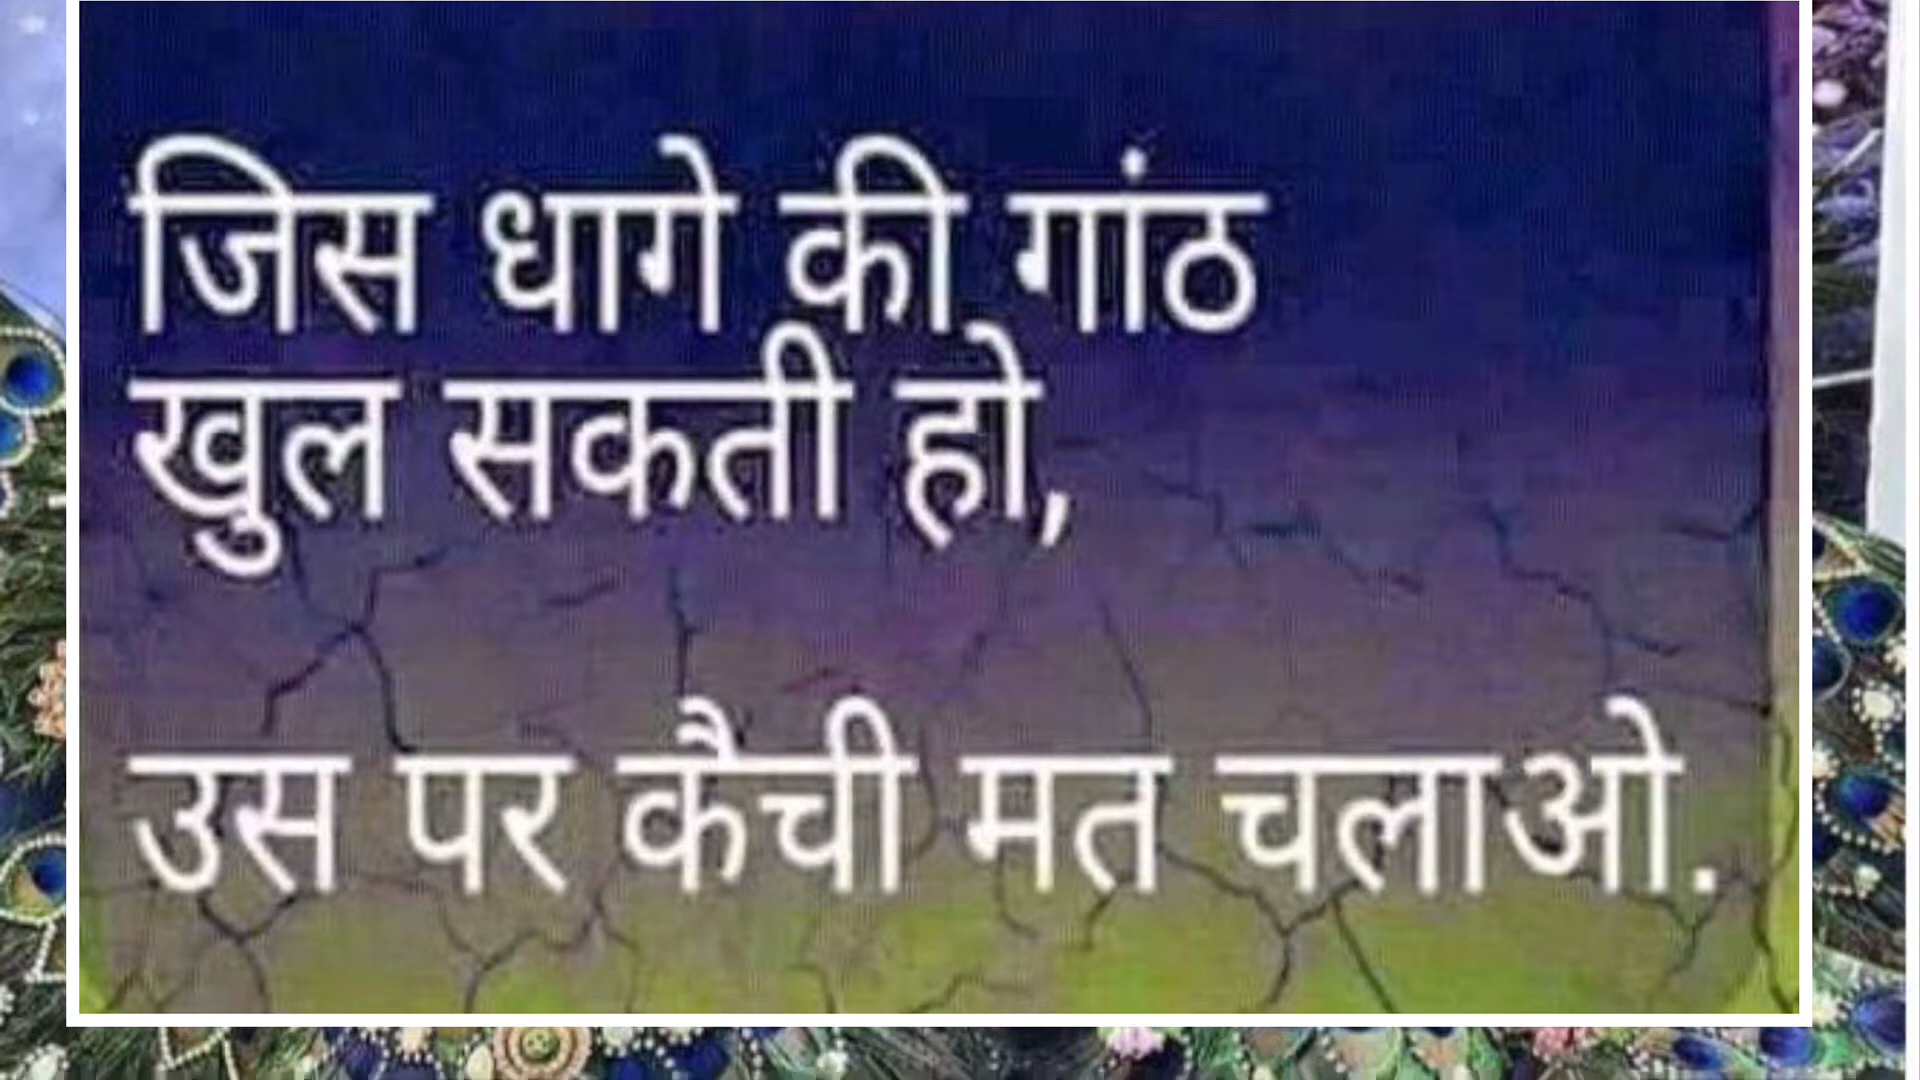 जिस धागे की गांठ
खुल सकती हो,
उस पर कैची मत चलाओ.